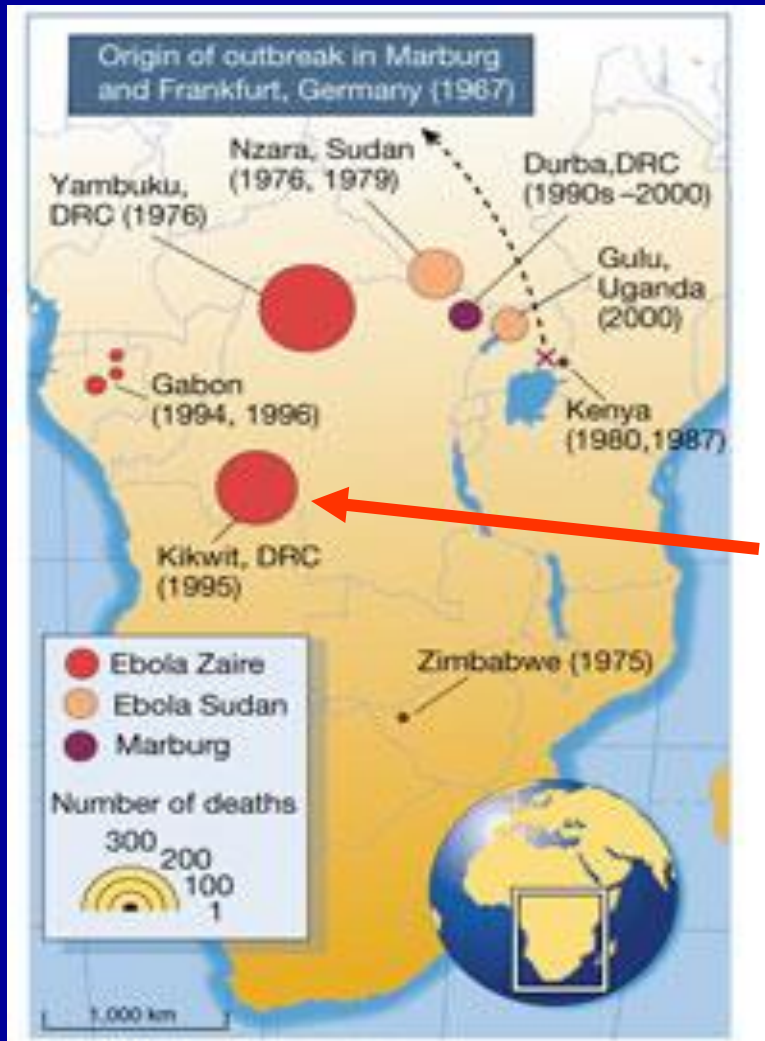 Origin of outbreak in Marburg
and Frankfurt, Germany (1967)
Nzara, Sudan
(1976, 1979)
Durba,DRC
(1990s–2000)
Yambuku,
DRC (1976)
Gulu,
Uganda
(2000)
Gabon
(1994, 1996)
Kenya
(1980,1987)
Kikwit, DRC
(1995)
Zimbabwe (1975)
Ebola Zaire
Ebola Sudan
Marburg
Number of deaths
300
200
100
1
1,000 km